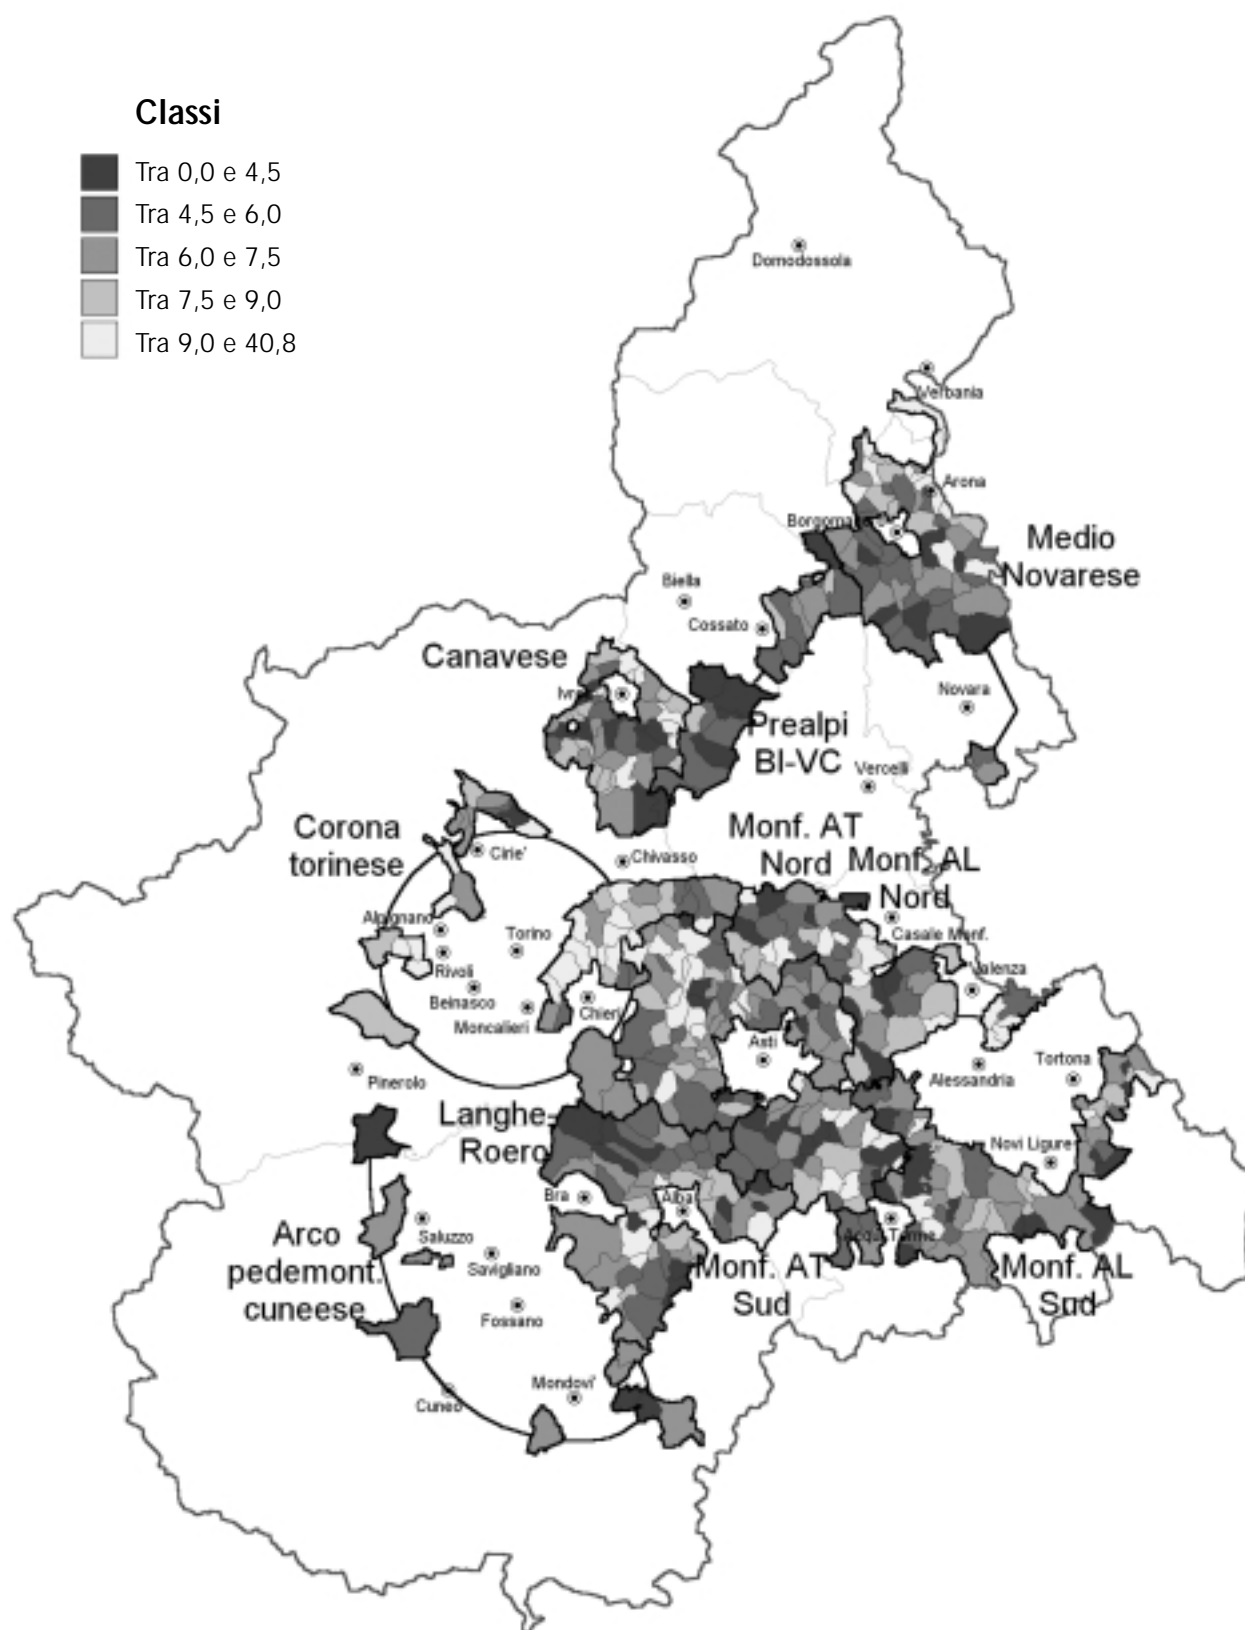 Classi
Tra 0,0 e 4,5
Tra 4,5 e 6,0
Tra 6,0 e 7,5
Tra 7,5 e 9,0
Tra 9,0 e 40,8
Domodossola
Verbania
Arona
Medio
Novarese
Biella
Cossato
Canavese
Novara
Prealpi
BI-VC
Vercelli
Corona
torinese
Monf. AT
Nord
Monf. AL
Nord
Cirie'
Chivasso
Casale Monf.
Alpignano
Torino
Rivoli
Valenza
Beinasco
Chieri
Moncalieri
Asti
Tortona
Alessandria
Pinerolo
Langhe-
Roero
Novi Ligure
Bra
Alba
Arco
pedemont.
cuneese
Saluzzo
Savigliano
Acqui Terme
Monf. AT
Sud
Monf. AL
Sud
Fossano
Mondovi'
Cuneo